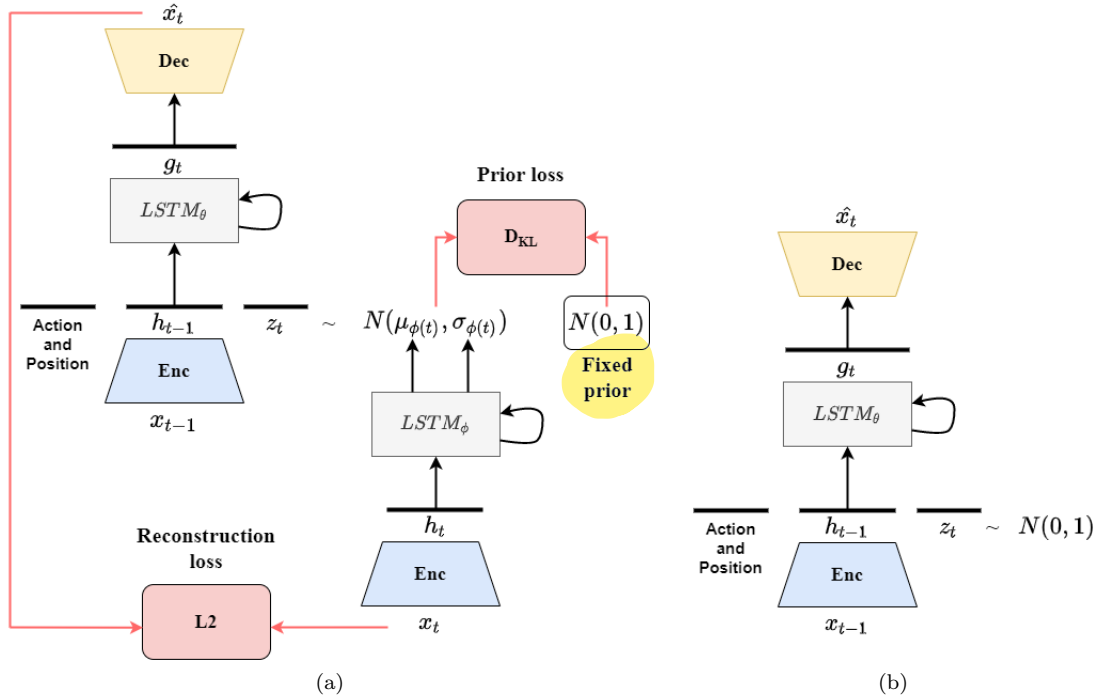 x̂_t
Dec
g_t
LSTM_θ
Action
and
Position
h_{t−1}
z_t ~ N(μ_{ϕ(t)}, σ_{ϕ(t)})
Enc
x_{t−1}
Prior loss
D_KL
N(0, 1)
Fixed
prior
LSTM_ϕ
h_t
Enc
x_t
Reconstruction
loss
L2
(a)
x̂_t
Dec
g_t
LSTM_θ
Action
and
Position
h_{t−1}
z_t ~ N(0, 1)
Enc
x_{t−1}
(b)